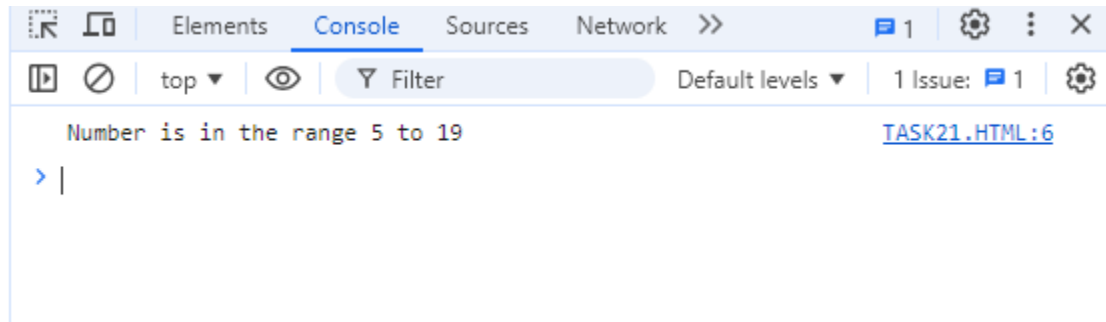 Elements Console Sources Network >> 1
top ▼ Filter Default levels ▼ 1 Issue: 1
Number is in the range 5 to 19 TASK21.HTML:6
>